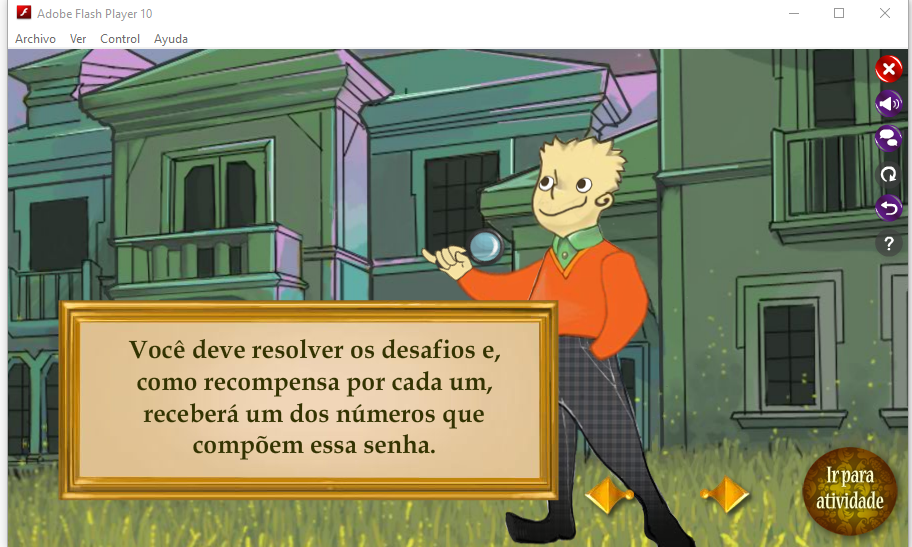 Adobe Flash Player 10
Archivo Ver Control Ayuda
Você deve resolver os desafios e,
como recompensa por cada um,
receberá um dos números que
compõem essa senha.
?
Ir para
atividade